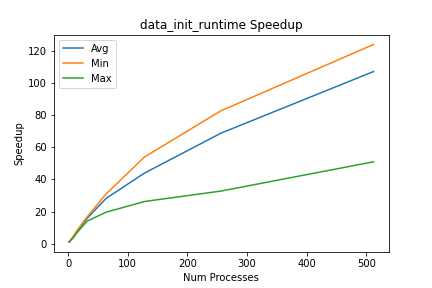 data_init_runtime Speedup
Avg
Min
Max
120
100
80
60
40
20
0
Speedup
0 100 200 300 400 500
Num Processes